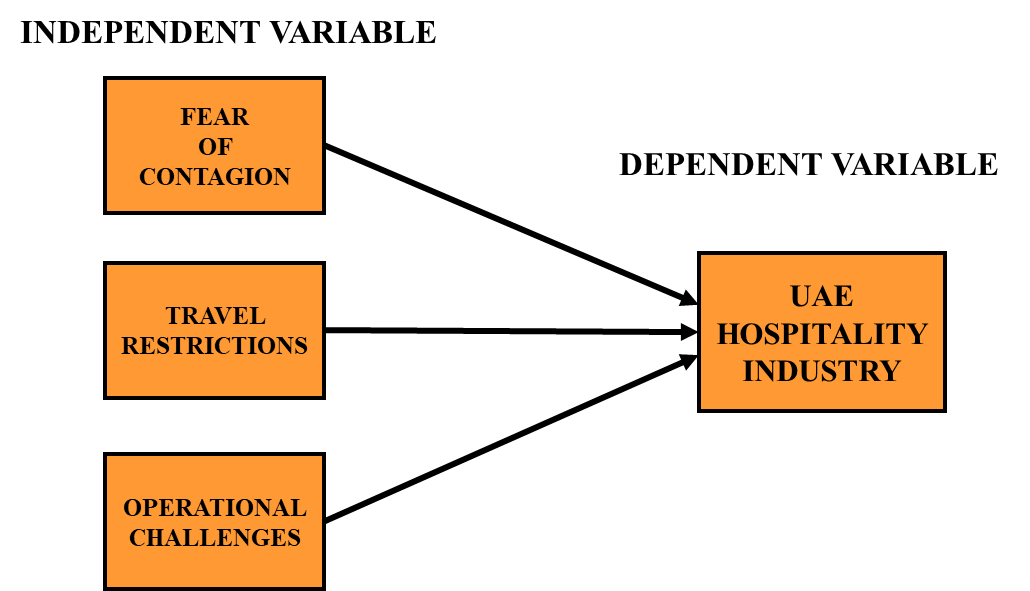 INDEPENDENT VARIABLE
FEAR
OF
CONTAGION
DEPENDENT VARIABLE
TRAVEL
RESTRICTIONS
UAE
HOSPITALITY
INDUSTRY
OPERATIONAL
CHALLENGES